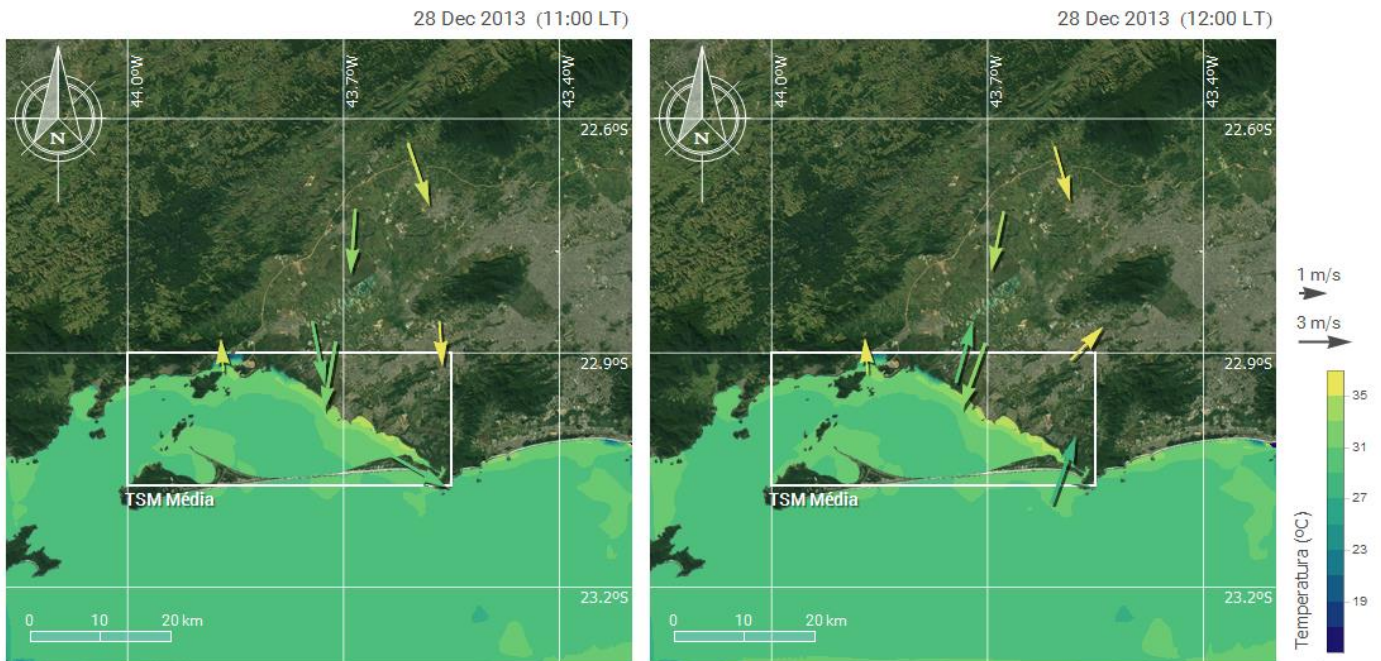 28 Dec 2013 (11:00 LT)
44.0ºW
43.7ºW
43.4ºW
22.6ºS
N
22.9ºS
TSM Média
23.2ºS
0 10 20 km
28 Dec 2013 (12:00 LT)
44.0ºW
43.7ºW
43.4ºW
22.6ºS
N
22.9ºS
TSM Média
23.2ºS
0 10 20 km
1 m/s
3 m/s
Temperatura (ºC)
35
31
27
23
19